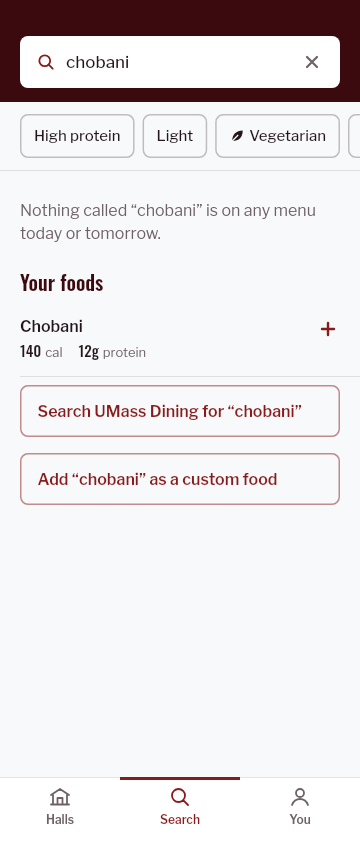 chobani
High protein
Light
Vegetarian
Nothing called “chobani” is on any menu
today or tomorrow.
Your foods
Chobani
140 cal 12g protein
Search UMass Dining for “chobani”
Add “chobani” as a custom food
Halls
Search
You